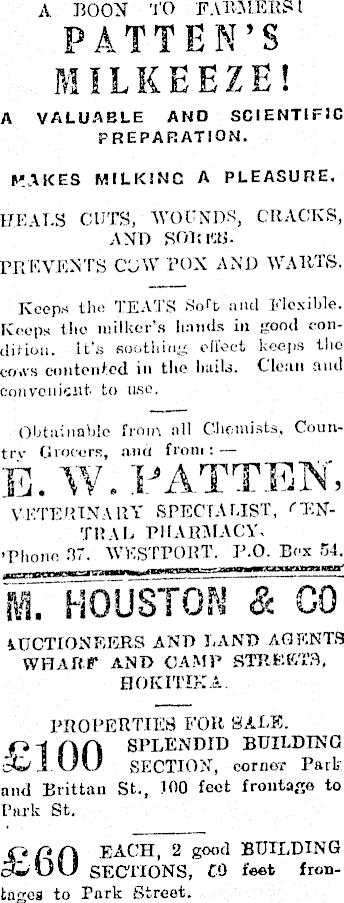 A BOON TO FARMERS!
PATTEN'S
MILKEEZE!
A VALUABLE AND SCIENTIFIC
PREPARATION.
MAKES MILKING A PLEASURE.
HEALS CUTS, WOUNDS, CRACKS,
AND SORES.
PREVENTS COW POX AND WARTS.
Keeps the TEATS Soft and Flexible.
Keeps the milker's hands in good con-
dition. It's soothing effect keeps the
cows contented in the bails. Clean and
convenient to use.
Obtainable from all Chemists, Coun-
try Grocers, and from:—
E. W. PATTEN,
VETERINARY SPECIALIST, CEN-
TRAL PHARMACY,
'Phone 37. WESTPORT. P.O. Box 54.
M. HOUSTON & CO
AUCTIONEERS AND LAND AGENTS
WHARF AND CAMP STREETS,
HOKITIKA.
PROPERTIES FOR SALE.
£100 SPLENDID BUILDING
SECTION, corner Park
and Brittan St., 100 feet frontage to
Park St.
£60 EACH, 2 good BUILDING
SECTIONS, feet fron-
tages to Park Street.